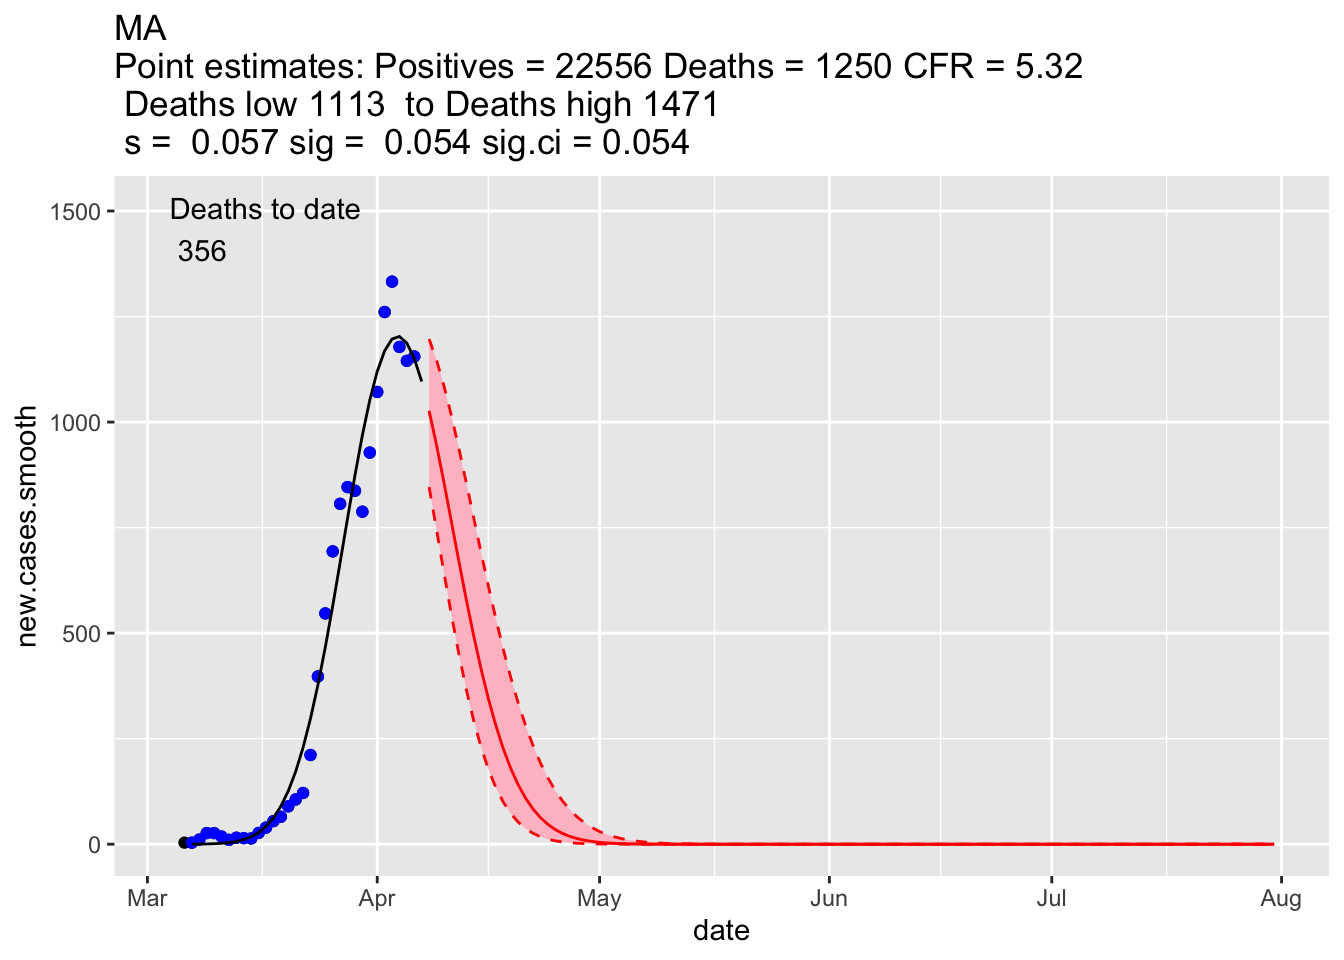 MA
Point estimates: Positives = 22556 Deaths = 1250 CFR = 5.32
Deaths low 1113  to Deaths high 1471
s =  0.057 sig =  0.054 sig.ci = 0.054
Deaths to date
356
1500
1000
500
0
new.cases.smooth
Mar Apr May Jun Jul Aug
date